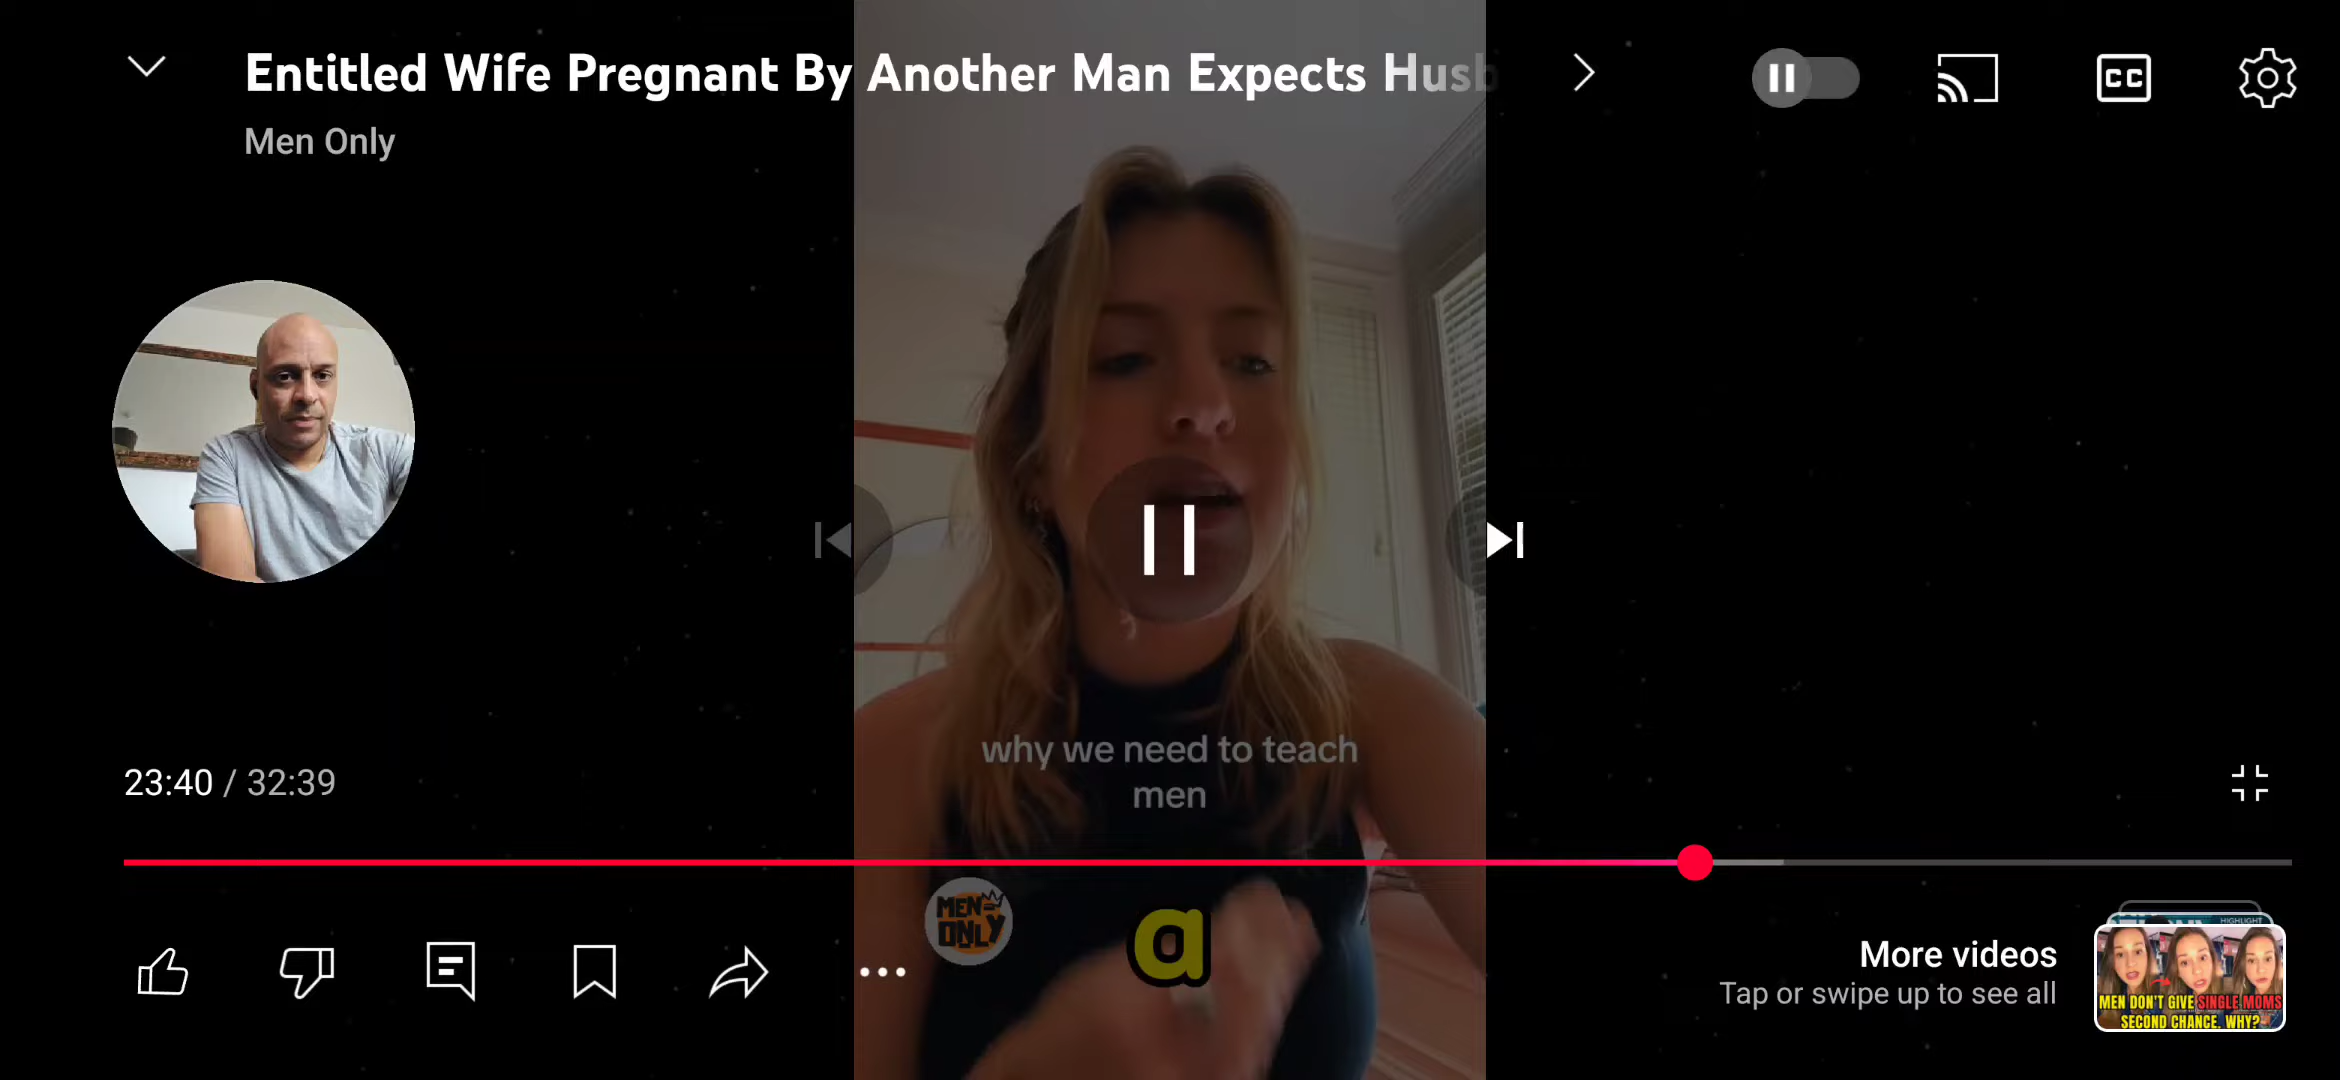 Entitled Wife Pregnant By Another Man Expects Husb
Men Only
CC
why we need to teach
men
23:40 / 32:39
MEN
ONLY
a
More videos
Tap or swipe up to see all
HIGHLIGHT
MEN DON'T GIVE SINGLE MOMS
SECOND CHANCE. WHY?